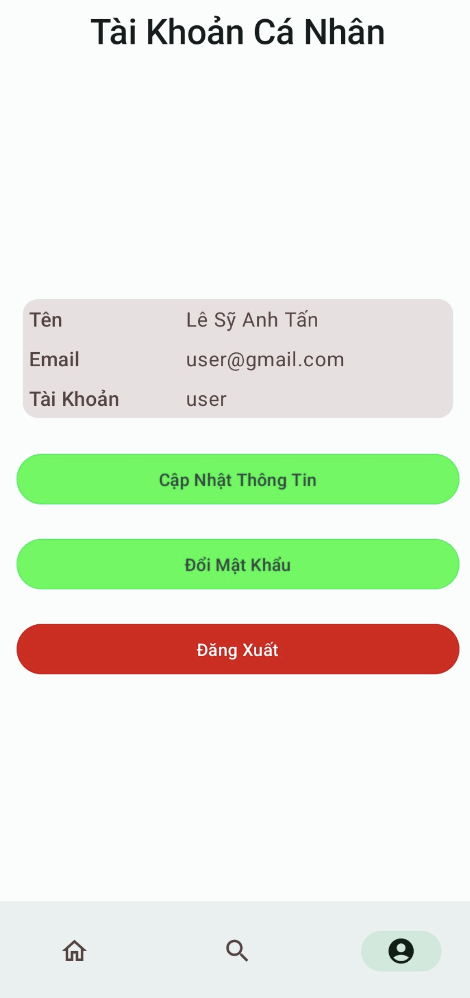 Tài Khoản Cá Nhân
Tên Lê Sỹ Anh Tấn
Email user@gmail.com
Tài Khoản user
Cập Nhật Thông Tin
Đổi Mật Khẩu
Đăng Xuất